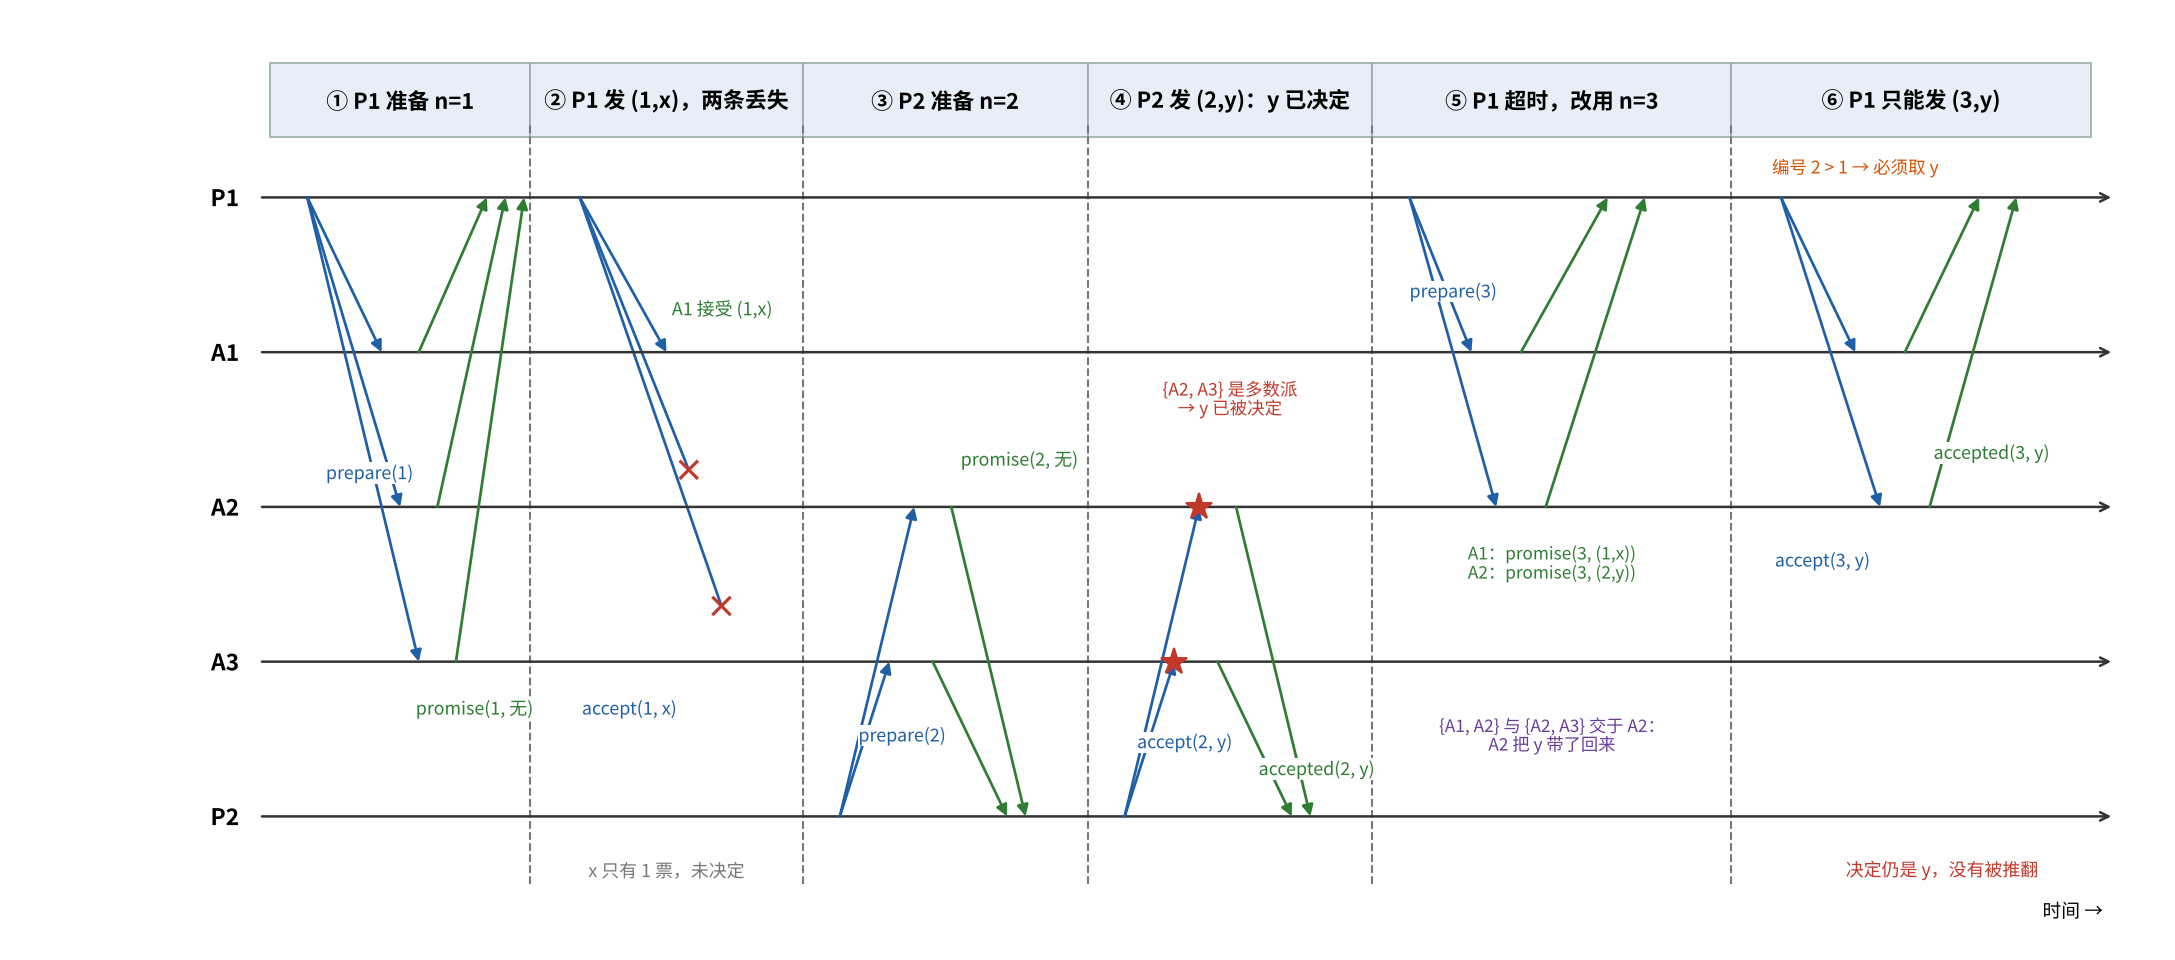 ① P1 准备 n=1
② P1 发 (1,x)，两条丢失
③ P2 准备 n=2
④ P2 发 (2,y)：y 已决定
⑤ P1 超时，改用 n=3
⑥ P1 只能发 (3,y)
编号 2 > 1 → 必须取 y
P1
prepare(3)
A1 接受 (1,x)
A1
{A2, A3} 是多数派
→ y 已被决定
promise(2, 无)
accepted(3, y)
prepare(1)
A2
A1：promise(3, (1,x))
A2：promise(3, (2,y))
accept(3, y)
A3
promise(1, 无)
accept(1, x)
prepare(2)
accept(2, y)
accepted(2, y)
{A1, A2} 与 {A2, A3} 交于 A2：
A2 把 y 带了回来
P2
x 只有 1 票，未决定
决定仍是 y，没有被推翻
时间 →